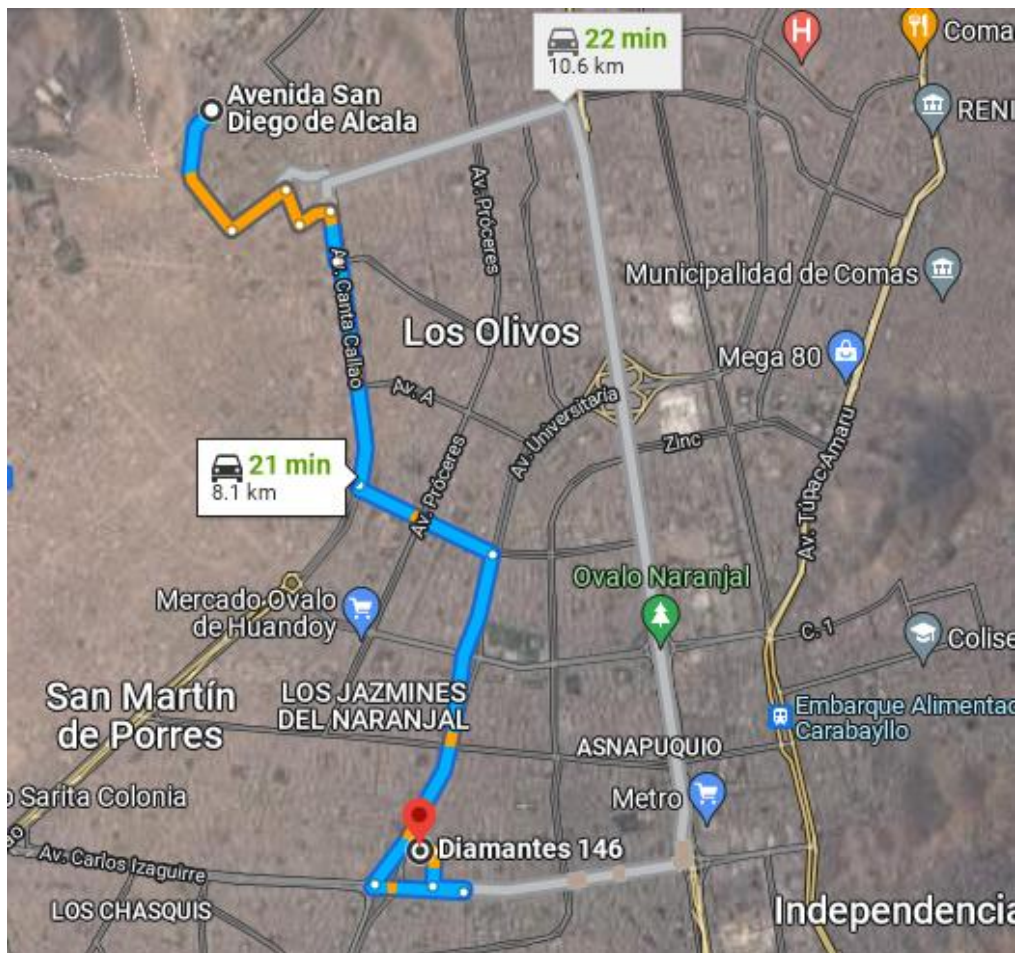 22 min
10.6 km
Coma
Avenida San
Diego de Alcala
RENI
Av. Próceres
Municipalidad de Comas
Av. Canta Callao
Los Olivos
Mega 80
Av. A
Av. Universitaria
Zinc
Av. Túpac Amaru
21 min
8.1 km
Av. Próceres
Ovalo Naranjal
Mercado Ovalo
de Huandoy
C. 1
Colise
San Martín
de Porres
LOS JAZMINES
DEL NARANJAL
Embarque Alimentad
Carabayllo
ASNAPUQUIO
o Sarita Colonia
Metro
Diamantes 146
Av. Carlos Izaguirre
LOS CHASQUIS
Independencia
H